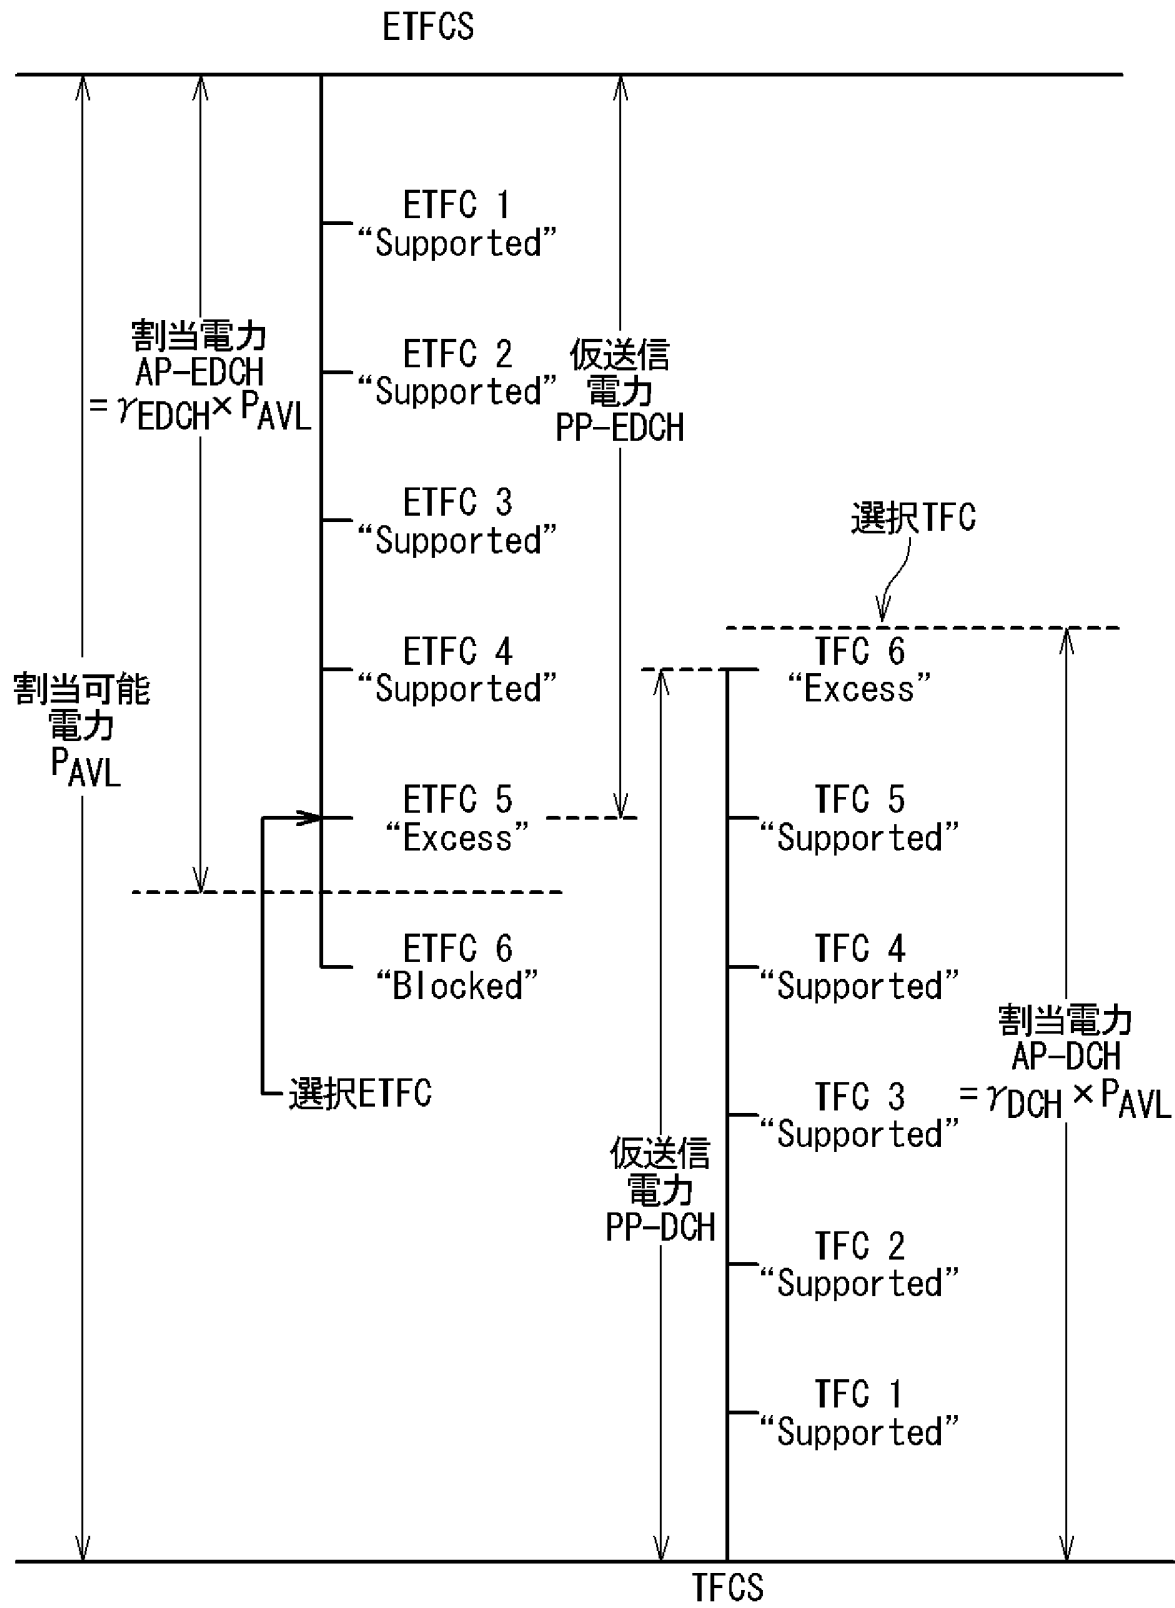 ETFCS
ETFC 1
“Supported”
割当電力
AP-EDCH
=γEDCH×PAVL
ETFC 2
“Supported”
仮送信
電力
PP-EDCH
ETFC 3
“Supported”
選択TFC
ETFC 4
“Supported”
TFC 6
“Excess”
割当可能
電力
PAVL
ETFC 5
“Excess”
TFC 5
“Supported”
ETFC 6
“Blocked”
TFC 4
“Supported”
割当電力
AP-DCH
=γDCH×PAVL
選択ETFC
TFC 3
“Supported”
仮送信
電力
PP-DCH
TFC 2
“Supported”
TFC 1
“Supported”
TFCS